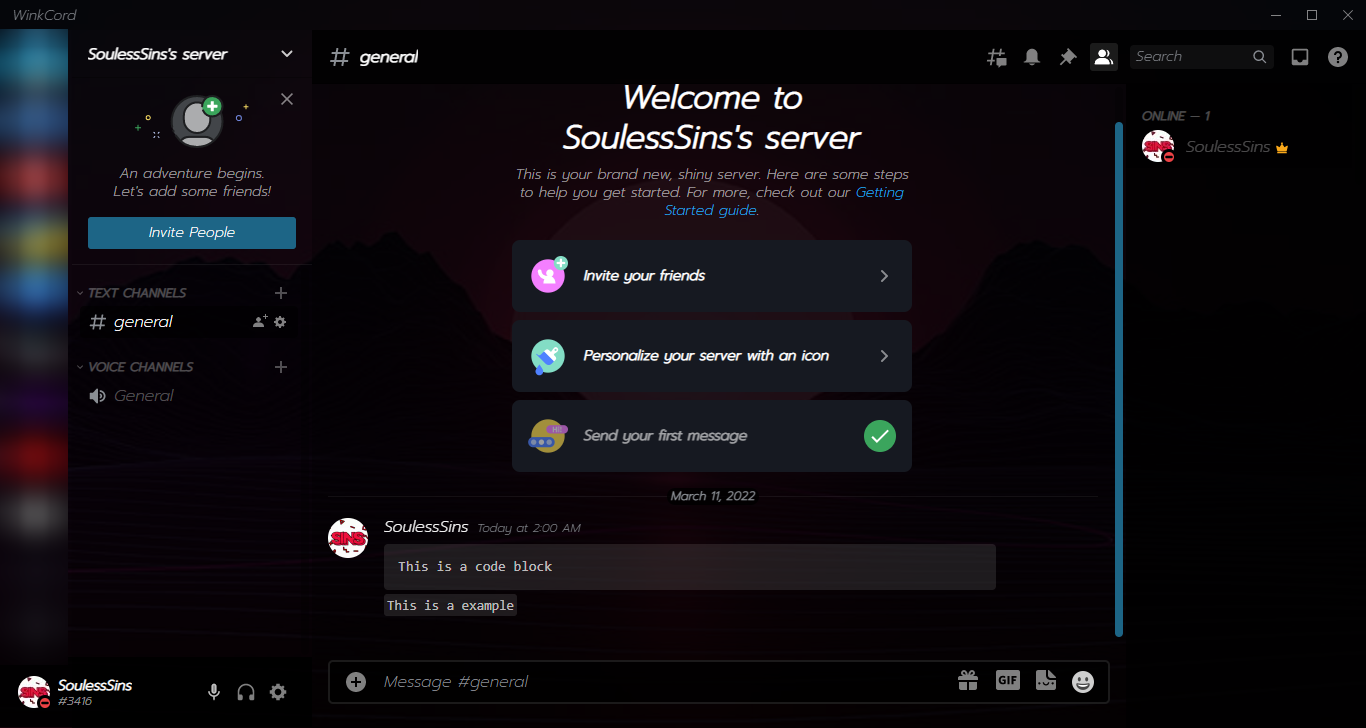 WinkCord
SoulessSins's server
An adventure begins.
Let's add some friends!
Invite People
TEXT CHANNELS
general
VOICE CHANNELS
General
SINS
SoulessSins
#3416
# general
Search
Welcome to
SoulessSins's server
This is your brand new, shiny server. Here are some steps
to help you get started. For more, check out our Getting
Started guide.
Invite your friends
Personalize your server with an icon
HI!
Send your first message
March 11, 2022
SINS
SoulessSins Today at 2:00 AM
This is a code block
This is a example
Message #general
GIF
ONLINE — 1
SINS
SoulessSins